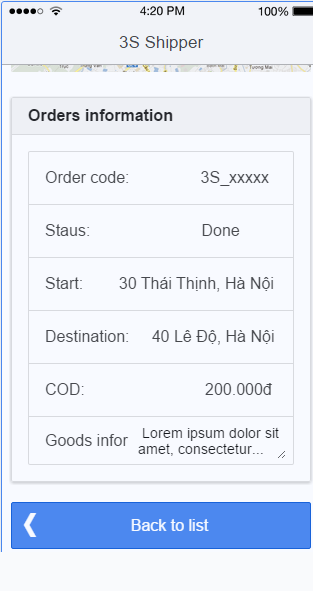 4:20 PM 100%
3S Shipper
Tương Mai
Orders information
Order code: 3S_xxxxx
Staus: Done
Start: 30 Thái Thịnh, Hà Nội
Destination: 40 Lê Độ, Hà Nội
COD: 200.000đ
Goods infor Lorem ipsum dolor sit
amet, consectetur...
Back to list